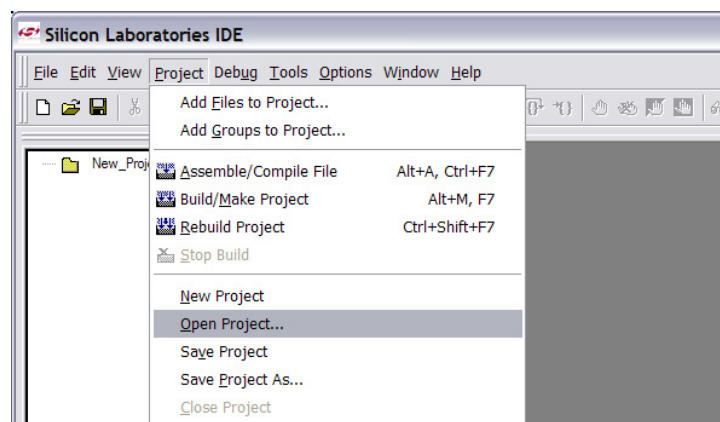 Silicon Laboratories IDE
File Edit View Project Debug Tools Options Window Help
Add Files to Project...
Add Groups to Project...
New_Proj
Assemble/Compile File Alt+A, Ctrl+F7
Build/Make Project Alt+M, F7
Rebuild Project Ctrl+Shift+F7
Stop Build
New Project
Open Project...
Save Project
Save Project As...
Close Project